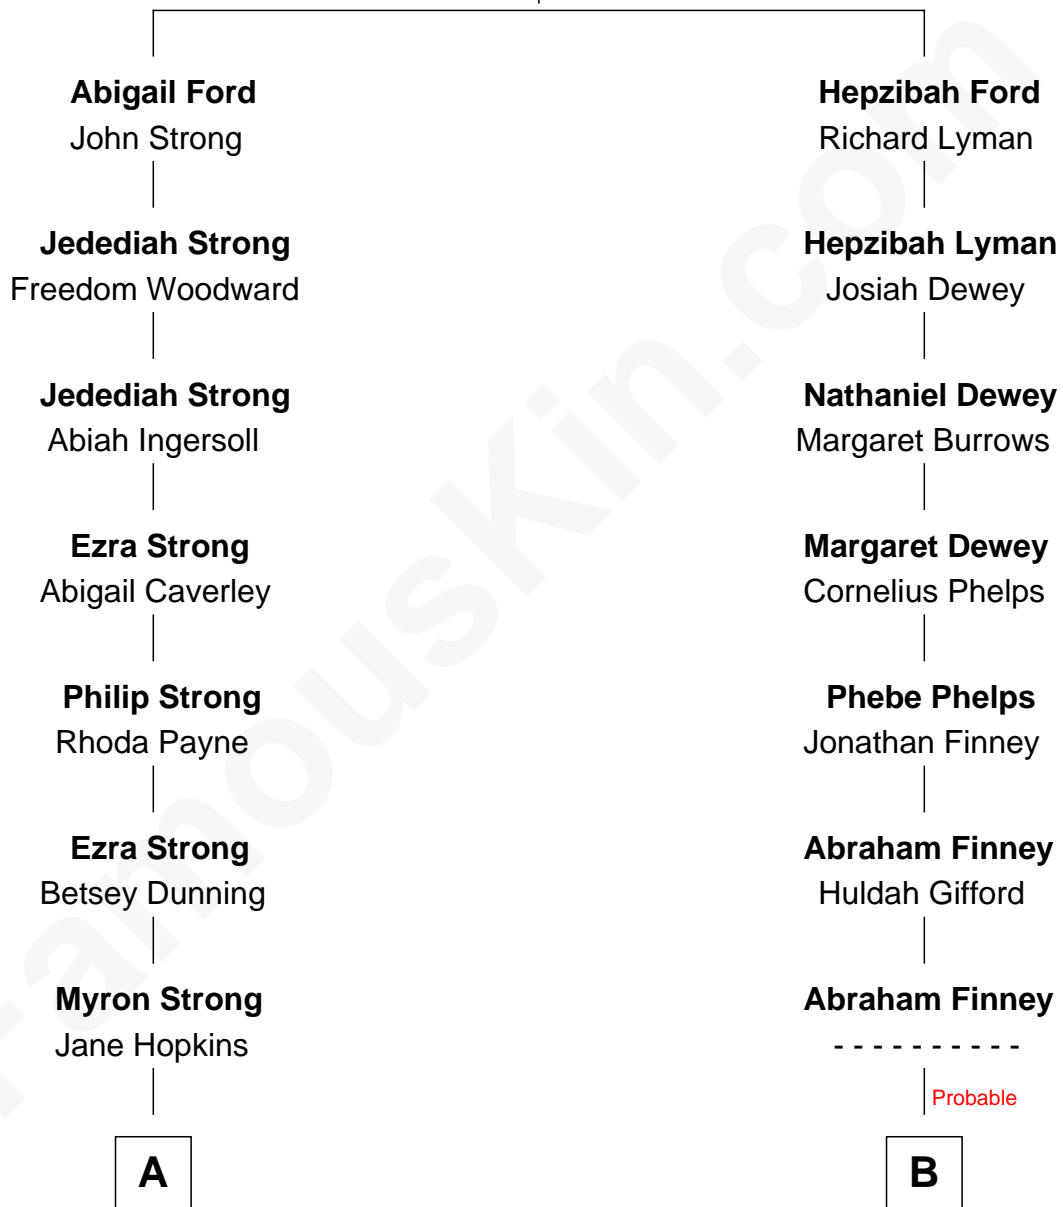 Abigail Ford
John Strong
Jedediah Strong
Freedom Woodward
Jedediah Strong
Abiah Ingersoll
Ezra Strong
Abigail Caverley
Philip Strong
Rhoda Payne
Ezra Strong
Betsey Dunning
Myron Strong
Jane Hopkins
A
Hepzibah Ford
Richard Lyman
Hepzibah Lyman
Josiah Dewey
Nathaniel Dewey
Margaret Burrows
Margaret Dewey
Cornelius Phelps
Phebe Phelps
Jonathan Finney
Abraham Finney
Huldah Gifford
Abraham Finney
- - - - - - - - - -
Probable
B
FamousKin.com